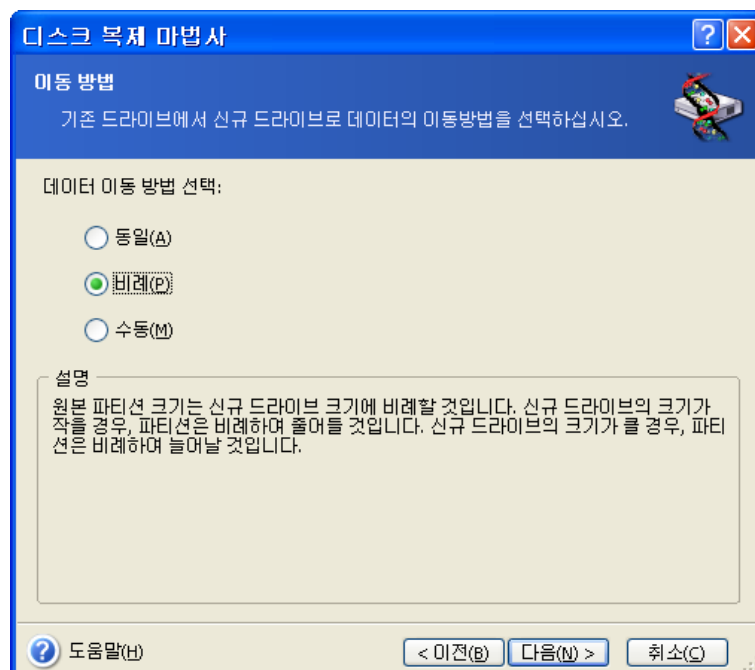 디스크 복제 마법사
이동 방법
기존 드라이브에서 신규 드라이브로 데이터의 이동방법을 선택하십시오.
데이터 이동 방법 선택:
동일(A)
비례(P)
수동(M)
설명
원본 파티션 크기는 신규 드라이브 크기에 비례할 것입니다. 신규 드라이브의 크기가
작을 경우, 파티션은 비례하여 줄어들 것입니다. 신규 드라이브의 크기가 클 경우, 파티
션은 비례하여 늘어날 것입니다.
도움말(H)
< 이전(B)
다음(N) >
취소(C)